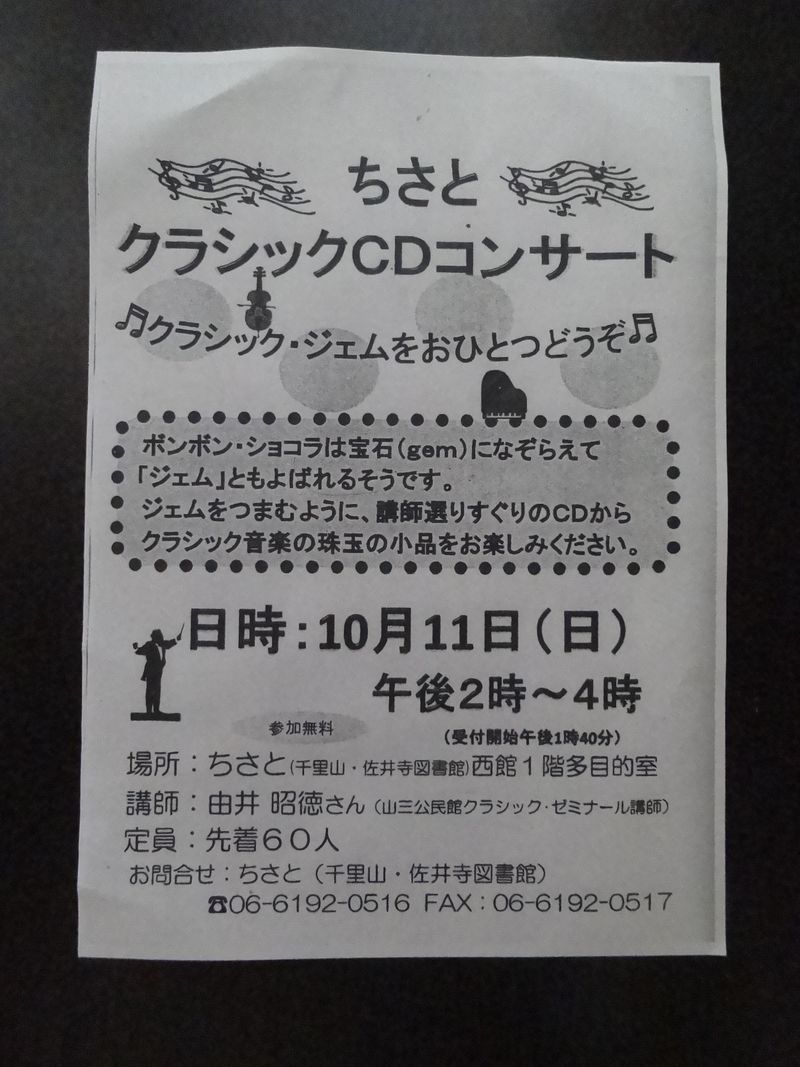 ちさと
クラシックCDコンサート
♫クラシック・ジェムをおひとつどうぞ♫
ボンボン・ショコラは宝石(gem)になぞらえて
「ジェム」ともよばれるそうです。
ジェムをつまむように、講師選りすぐりのCDから
クラシック音楽の珠玉の小品をお楽しみください。
日時：10月11日（日）
午後2時～4時
参加無料
（受付開始午後1時40分）
場所：ちさと(千里山・佐井寺図書館)西館1階多目的室
講師：由井 昭徳さん（山三公民館クラシック・ゼミナール講師）
定員：先着60人
お問合せ：ちさと（千里山・佐井寺図書館）
☎06-6192-0516 FAX：06-6192-0517